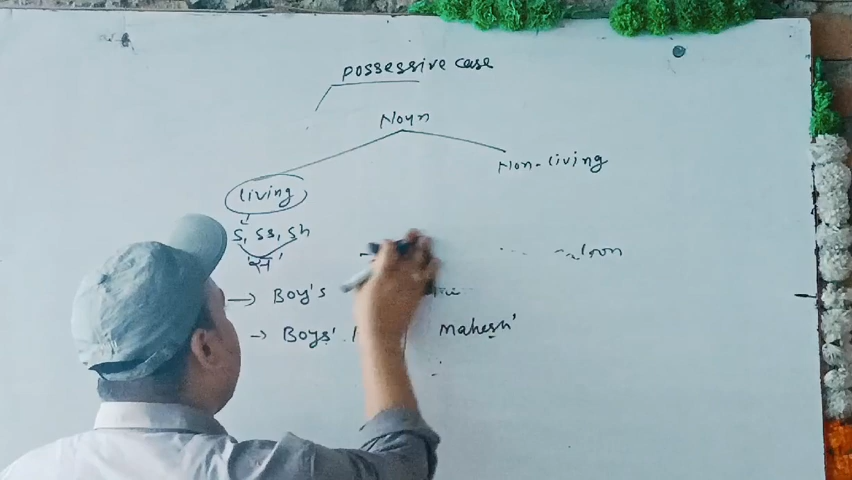 possessive case
Noun
Non-living
living
s, ss, sh
Boy's
Boys' Mahesh'